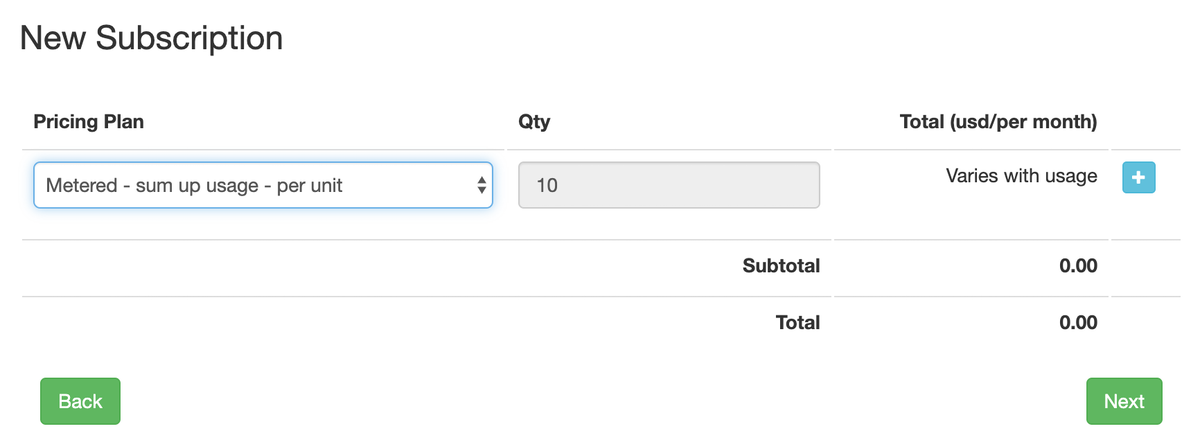 New Subscription
Pricing Plan Qty Total (usd/per month)
Metered - sum up usage - per unit 10 Varies with usage +
Subtotal 0.00
Total 0.00
Back Next